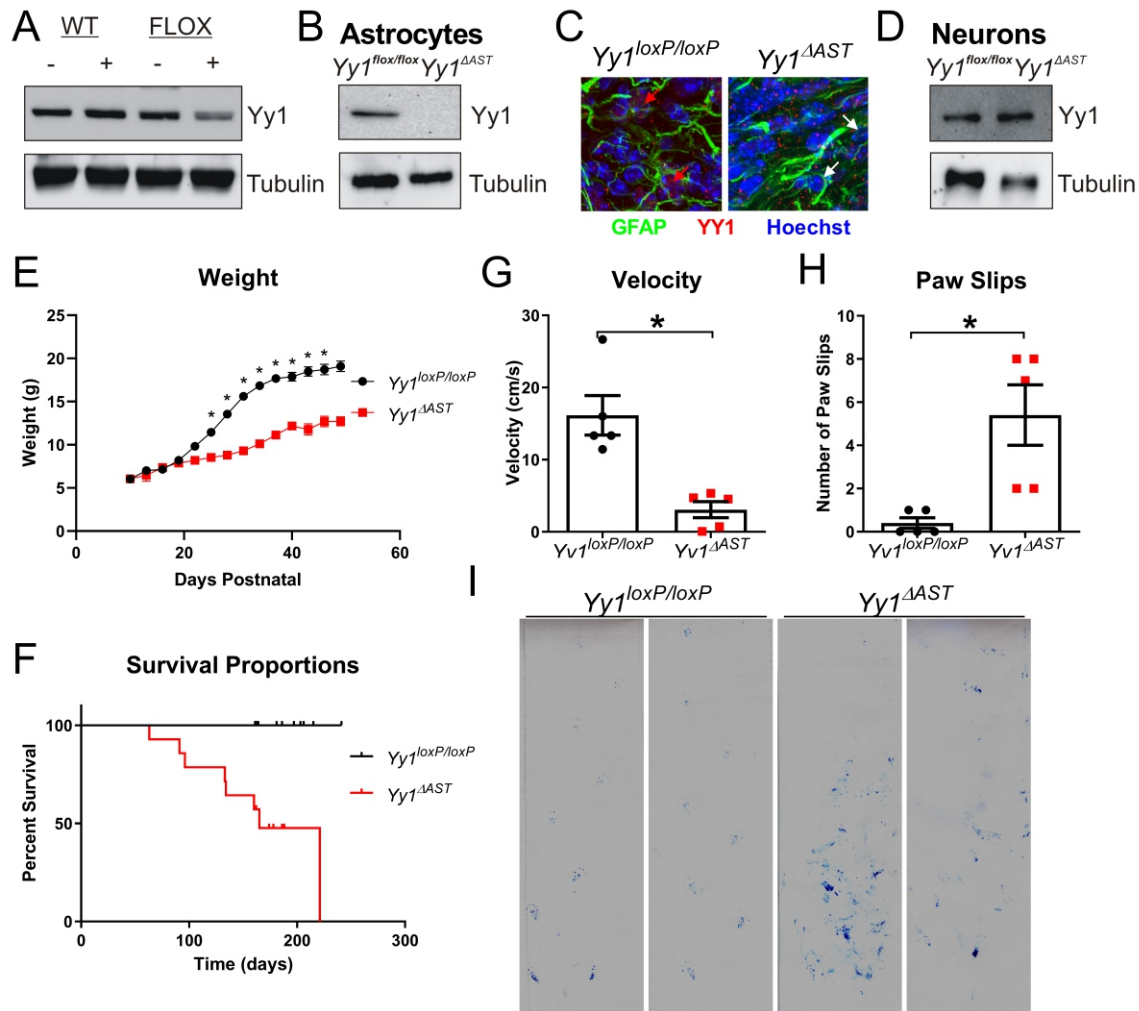 A
WT FLOX
- + - +
Yy1
Tubulin
B
Astrocytes
Yy1flox/flox Yy1ΔAST
Yy1
Tubulin
C
Yy1loxP/loxP Yy1ΔAST
GFAP YY1 Hoechst
D
Neurons
Yy1flox/flox Yy1ΔAST
Yy1
Tubulin
E
Weight
Weight (g)
25
20
15
10
5
0
0 20 40 60
Days Postnatal
* * * * * * * *
Yy1loxP/loxP
Yy1ΔAST
G
Velocity
Velocity (cm/s)
30
20
10
0
*
Yv1loxP/loxP Yv1ΔAST
H
Paw Slips
Number of Paw Slips
10
8
6
4
2
0
*
Yv1loxP/loxP Yv1ΔAST
F
Survival Proportions
Percent Survival
100
50
0
0 100 200 300
Time (days)
Yy1loxP/loxP
Yy1ΔAST
I
Yy1loxP/loxP Yy1ΔAST